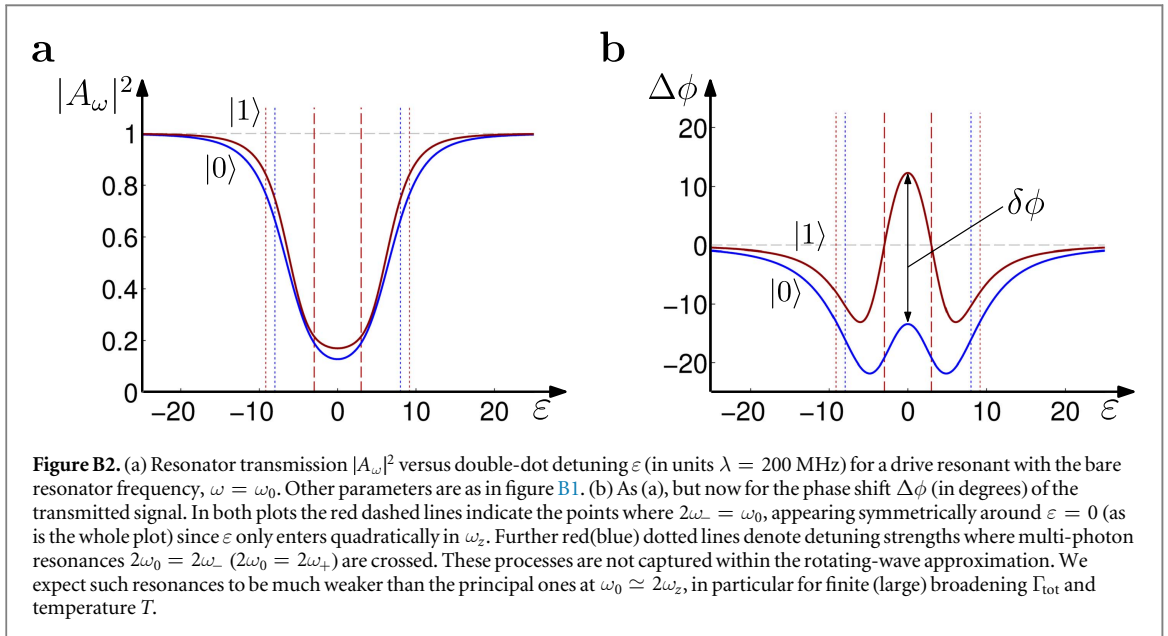 a
b
|A_ω|²
|1⟩
|0⟩
1
0.8
0.6
0.4
0.2
0
−20 −10 0 10 20 ε
Δϕ
20
10
0
−10
−20
|1⟩
|0⟩
δϕ
−20 −10 0 10 20 ε
Figure B2. (a) Resonator transmission |A_ω|² versus double-dot detuning ε (in units λ = 200 MHz) for a drive resonant with the bare
resonator frequency, ω = ω₀. Other parameters are as in figure B1. (b) As (a), but now for the phase shift Δϕ (in degrees) of the
transmitted signal. In both plots the red dashed lines indicate the points where 2ω₋ = ω₀, appearing symmetrically around ε = 0 (as
is the whole plot) since ε only enters quadratically in ω_z. Further red(blue) dotted lines denote detuning strengths where multi-photon
resonances 2ω₀ = 2ω₋ (2ω₀ = 2ω₊) are crossed. These processes are not captured within the rotating-wave approximation. We
expect such resonances to be much weaker than the principal ones at ω₀ ≃ 2ω_z, in particular for finite (large) broadening Γ_tot and
temperature T.